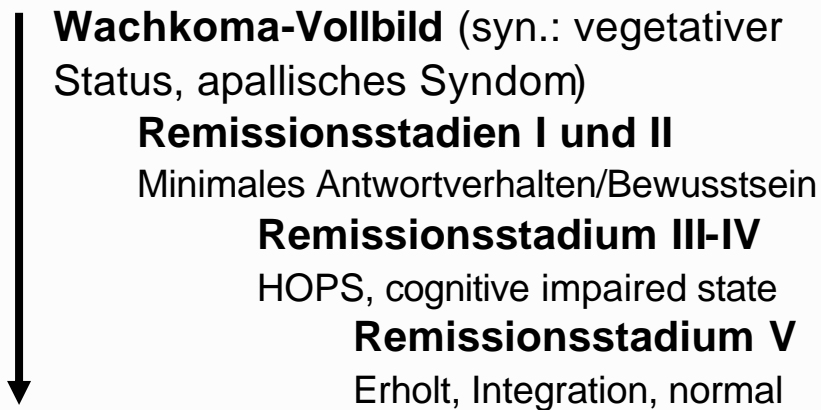 Wachkoma-Vollbild (syn.: vegetativer
Status, apallisches Syndom)
Remissionsstadien I und II
Minimales Antwortverhalten/Bewusstsein
Remissionsstadium III-IV
HOPS, cognitive impaired state
Remissionsstadium V
Erholt, Integration, normal